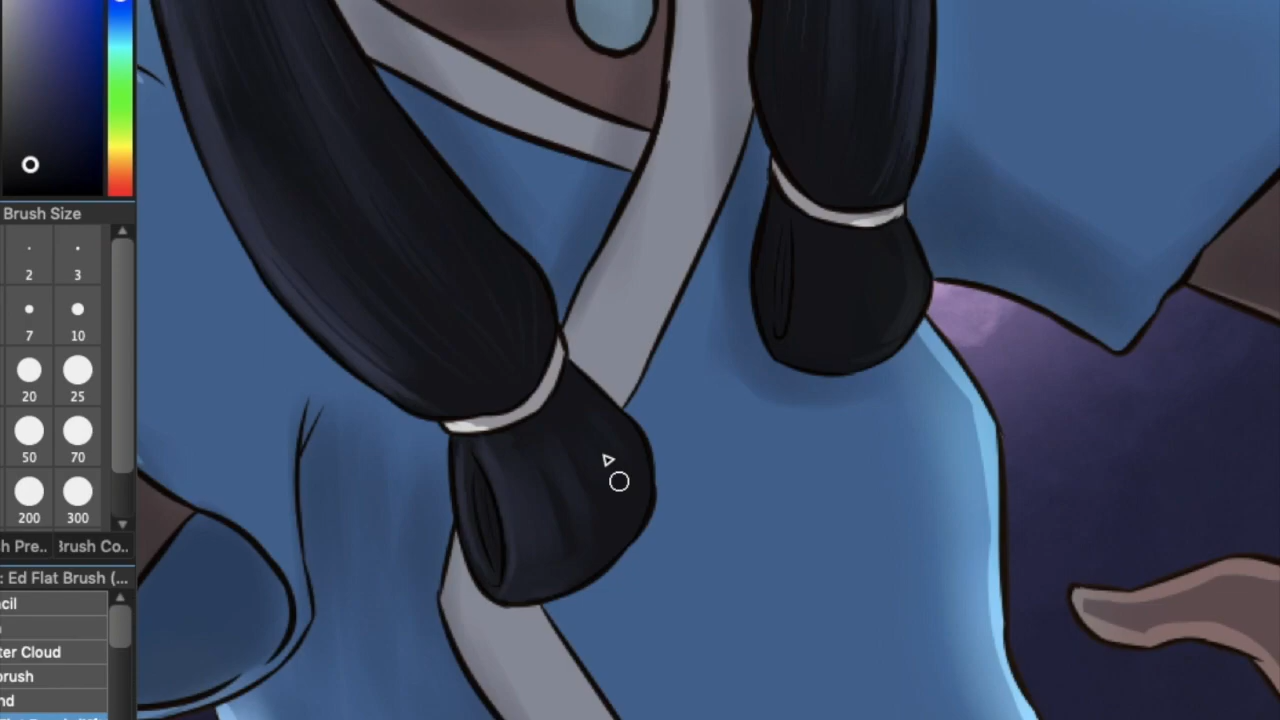 Brush Size
2 3
7 10
20 25
50 70
200 300
h Pre.. Brush Co..
: Ed Flat Brush (...
cil
ter Cloud
brush
nd